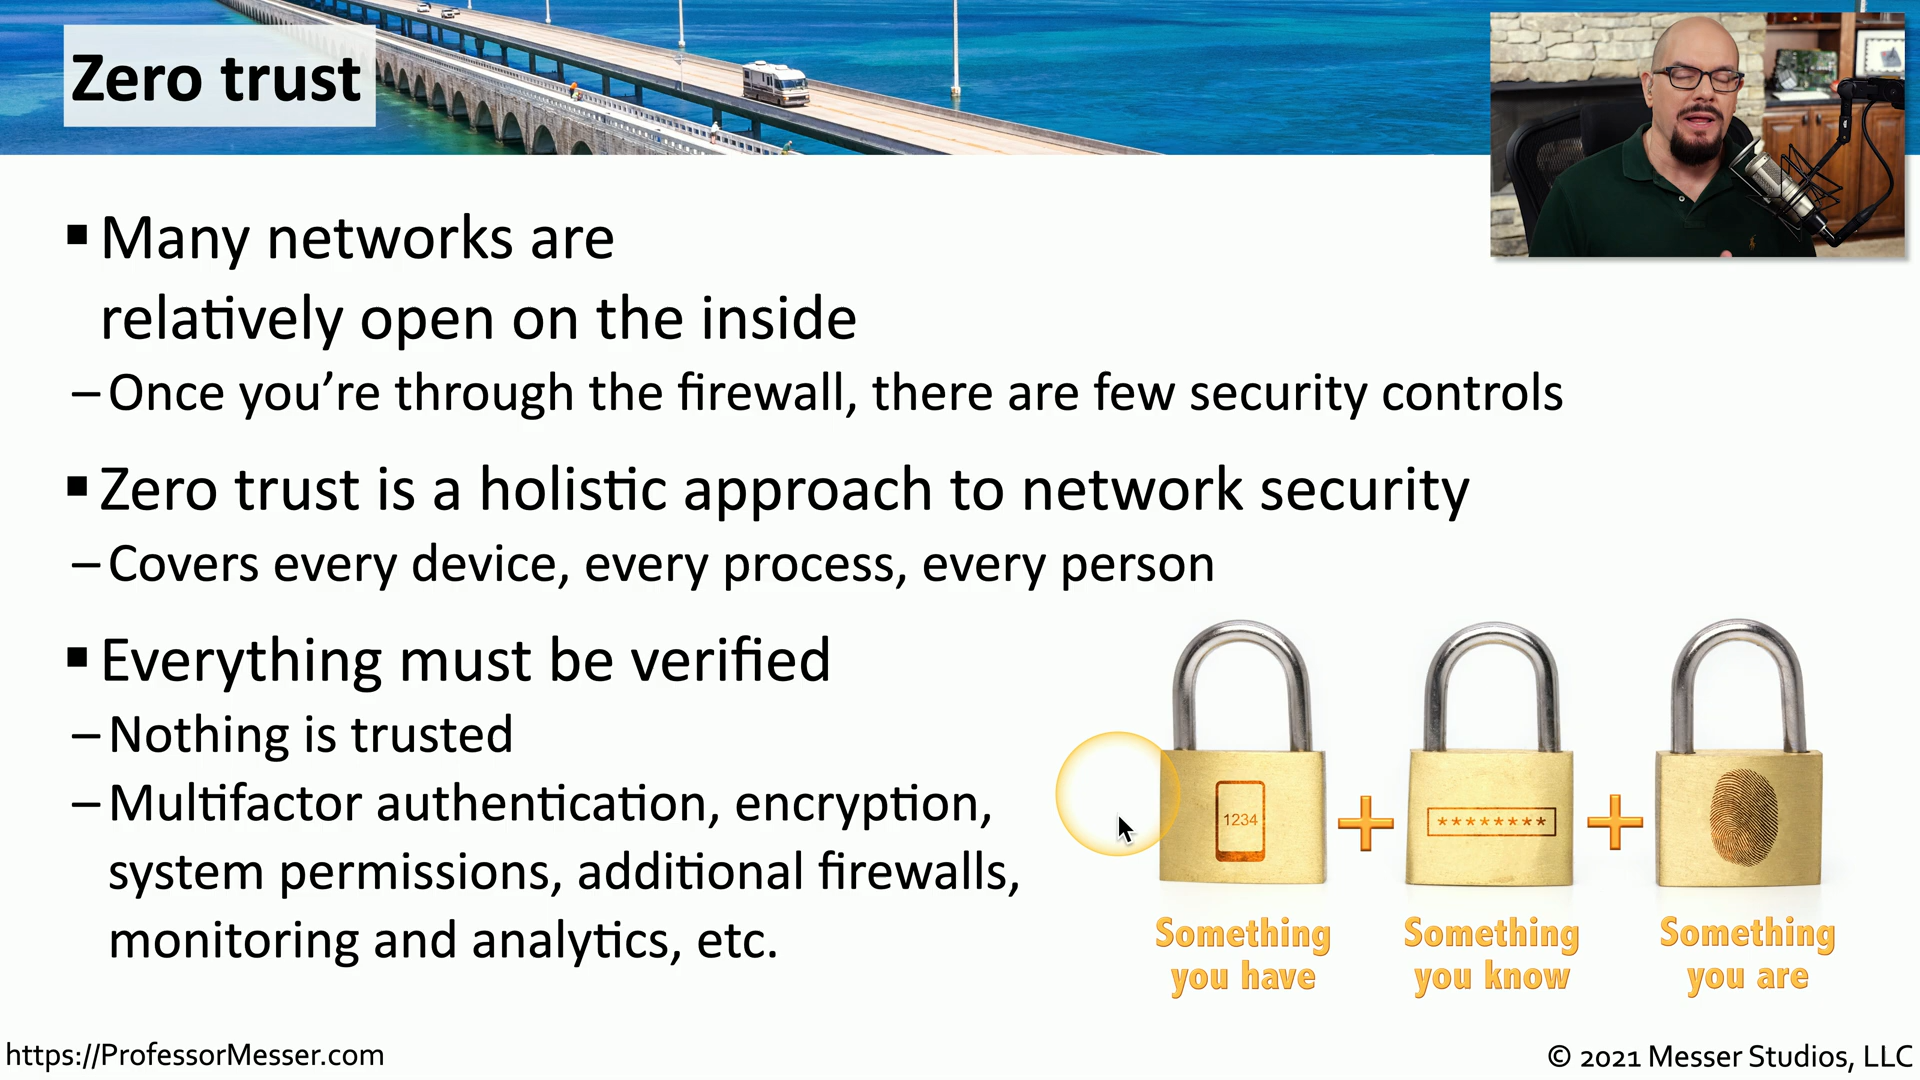 Zero trust
▪ Many networks are
relatively open on the inside
– Once you’re through the firewall, there are few security controls
▪ Zero trust is a holistic approach to network security
– Covers every device, every process, every person
▪ Everything must be verified
– Nothing is trusted
– Multifactor authentication, encryption,
system permissions, additional firewalls,
monitoring and analytics, etc.
1234
+
********
+
Something
you have
Something
you know
Something
you are
https://ProfessorMesser.com
© 2021 Messer Studios, LLC